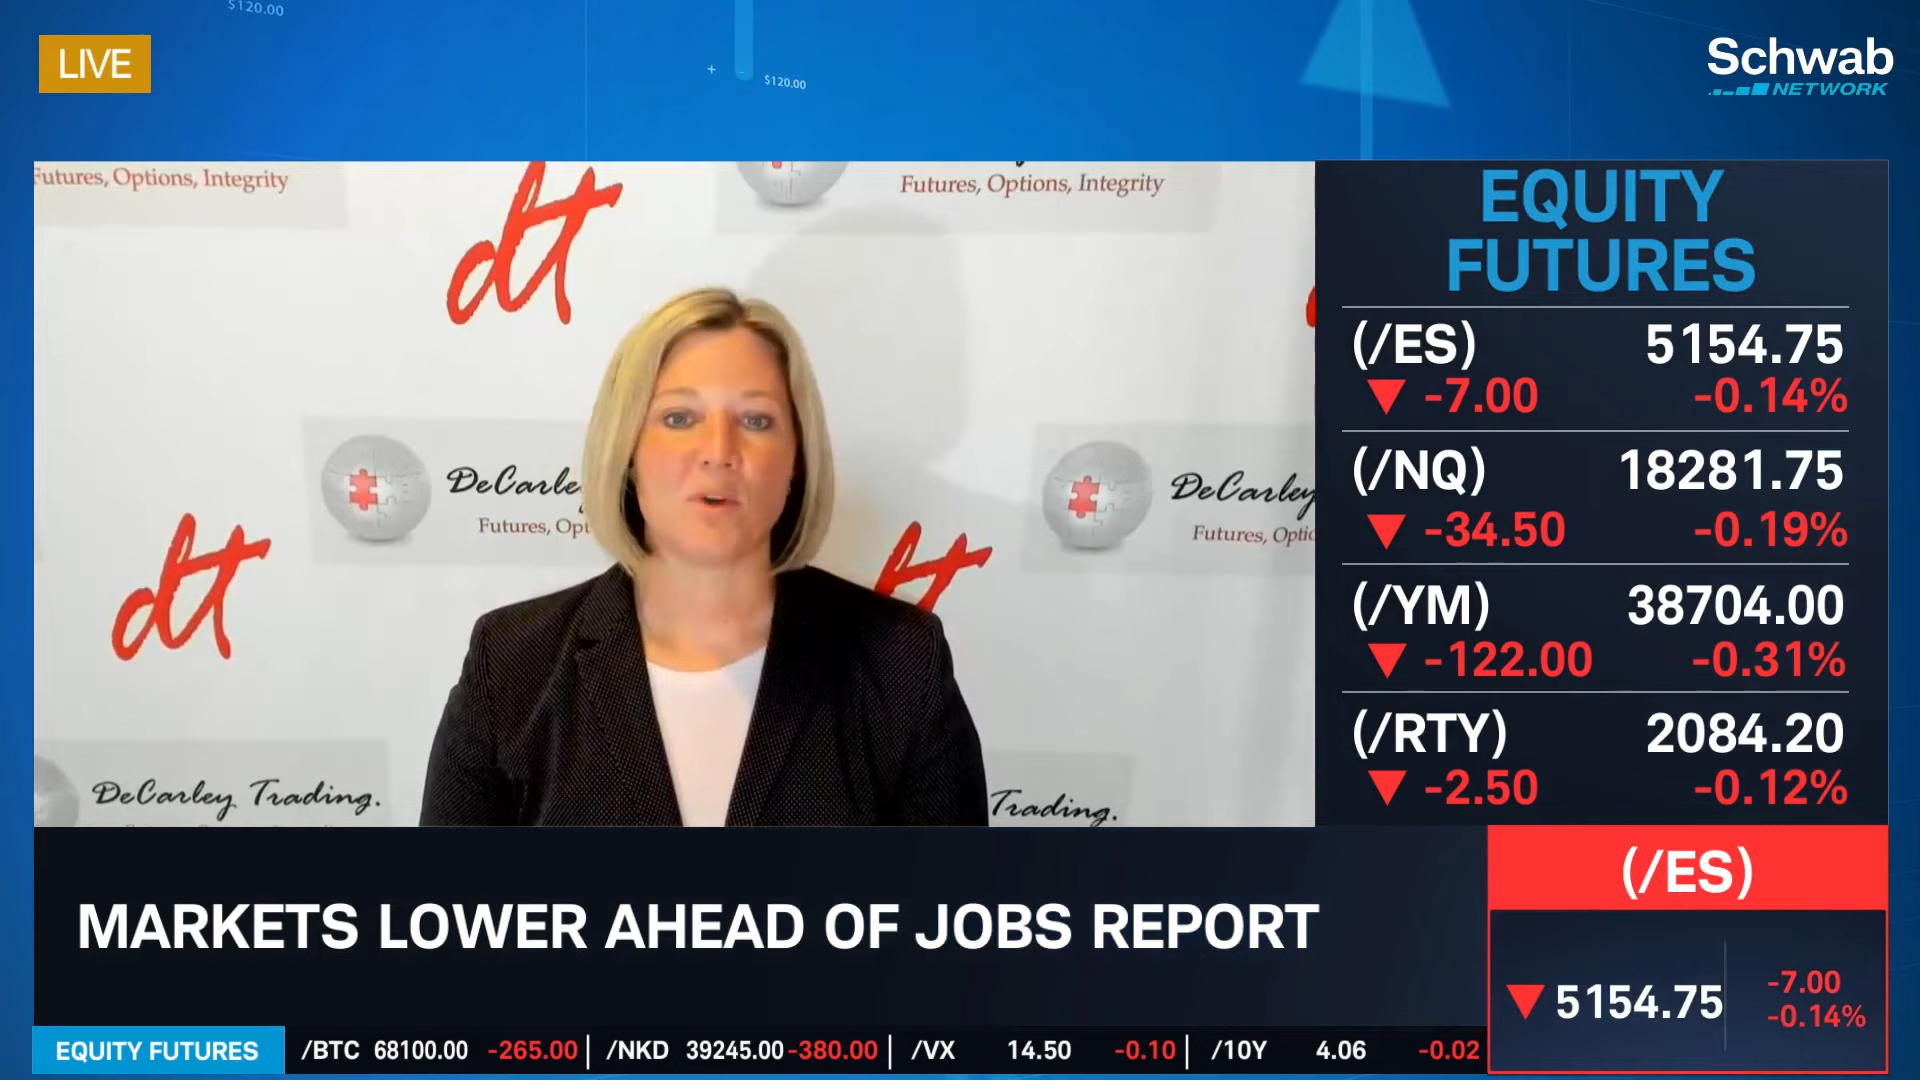 $120.00
LIVE
$120.00
Schwab
NETWORK
Futures, Options, Integrity
dt
Futures, Options, Integrity
DeCarle
Futures, Opt
DeCarley
Futures, Optic
dt
dt
DeCarley Trading.
Trading.
EQUITY
FUTURES
(/ES) 5154.75
▼ -7.00 -0.14%
(/NQ) 18281.75
▼ -34.50 -0.19%
(/YM) 38704.00
▼ -122.00 -0.31%
(/RTY) 2084.20
▼ -2.50 -0.12%
MARKETS LOWER AHEAD OF JOBS REPORT
(/ES)
▼ 5154.75
-7.00
-0.14%
EQUITY FUTURES /BTC 68100.00 -265.00 | /NKD 39245.00 -380.00 | /VX 14.50 -0.10 | /10Y 4.06 -0.02